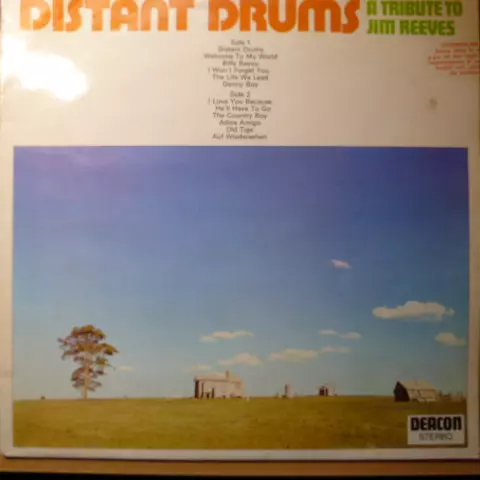 DISTANT DRUMS
A TRIBUTE TO
JIM REEVES
Side 1
Distant Drums
Welcome To My World
Billy Bayou
I Won't Forget You
The Life We Lead
Danny Boy
Side 2
I Love You Because
He'll Have To Go
The Country Boy
Adios Amigo
Old Tige
Auf Wiedersehen
DEACON
STEREO